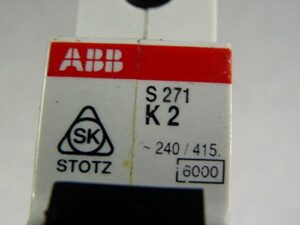 ABB
S 271
K 2
SK
STOTZ
~ 240 / 415.
6000